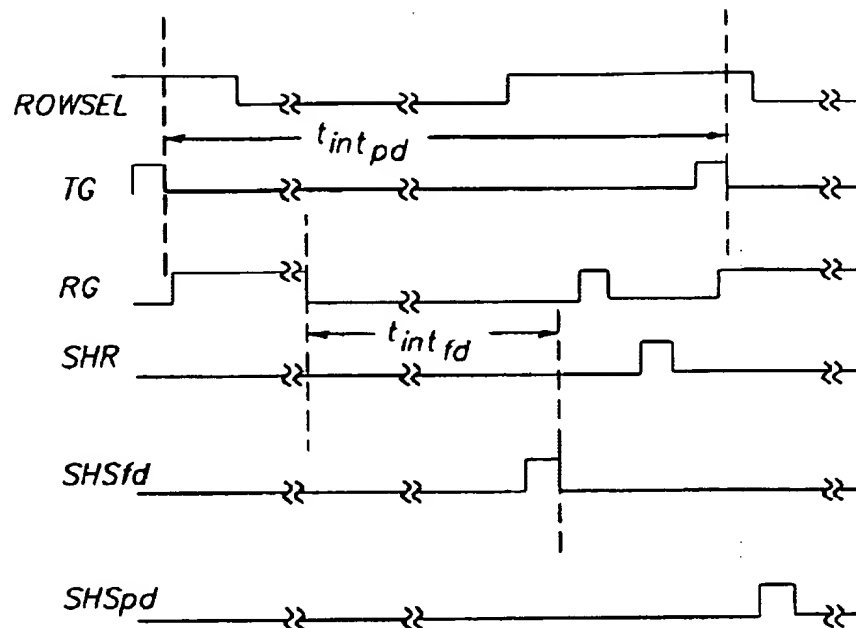 ROWSEL
t int pd
TG
RG
t int fd
SHR
SHSfd
SHSpd